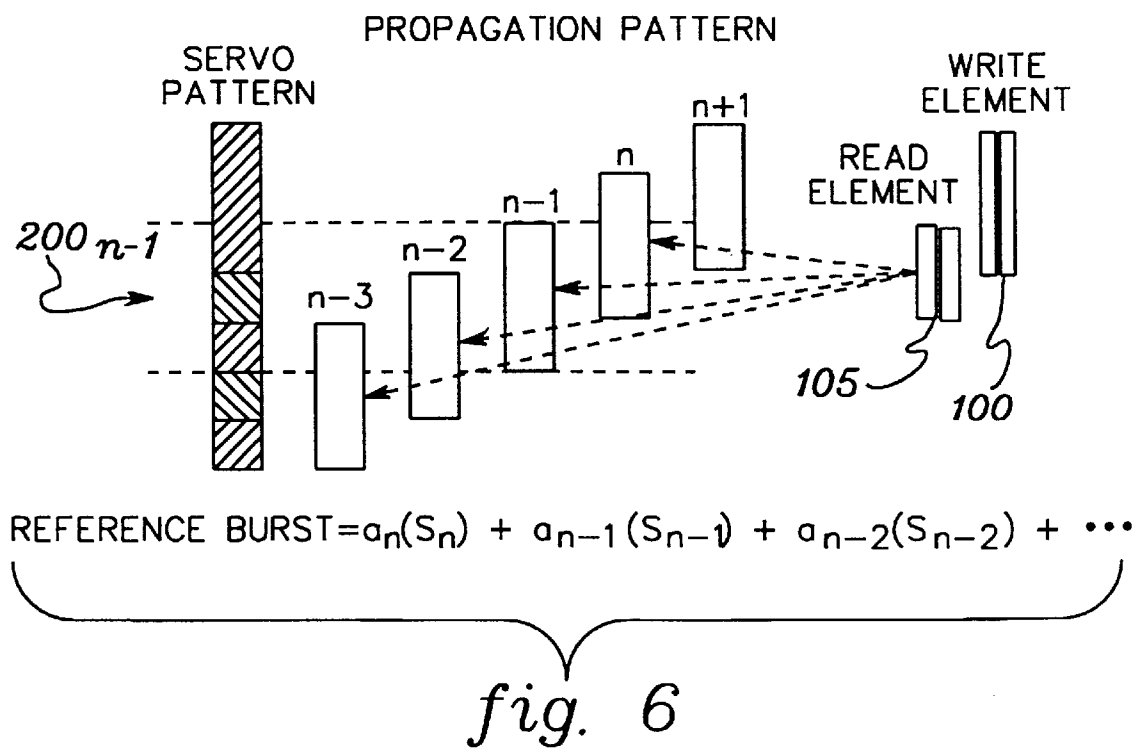 PROPAGATION PATTERN
SERVO
PATTERN
WRITE
ELEMENT
n+1
READ
ELEMENT
n
n-1
200 n-1
n-2
n-3
105
100
REFERENCE BURST=an(Sn) + an-1(Sn-1) + an-2(Sn-2) + •••
fig. 6